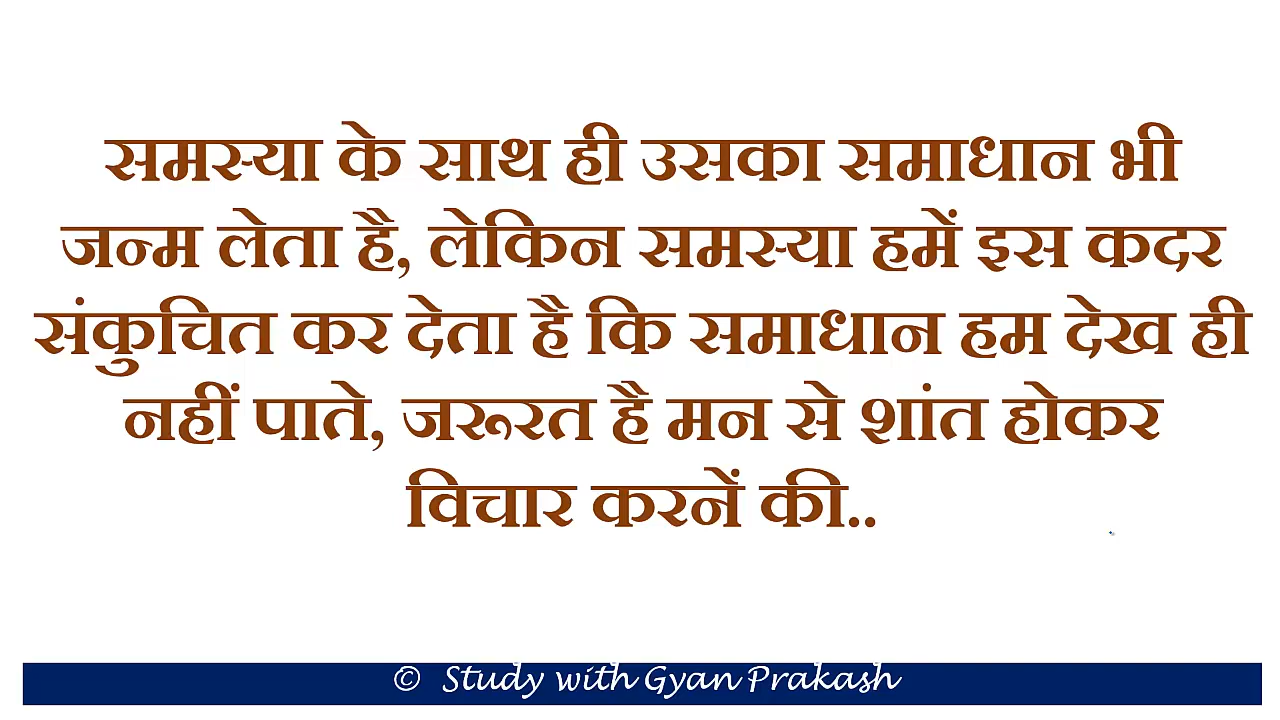 समस्या के साथ ही उसका समाधान भी
जन्म लेता है, लेकिन समस्या हमें इस कदर
संकुचित कर देता है कि समाधान हम देख ही
नहीं पाते, जरूरत है मन से शांत होकर
विचार करनें की..
© Study with Gyan Prakash